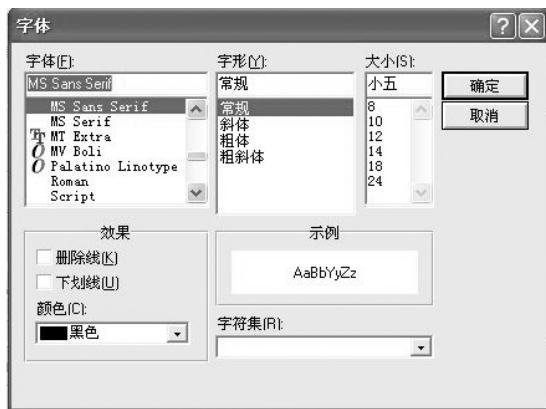 字体
字体(F):
MS Sans Serif
MS Sans Serif
MS Serif
MT Extra
MV Boli
Palatino Linotype
Roman
Script
字形(Y):
常规
常规
斜体
粗体
粗斜体
大小(S):
小五
8
10
12
14
18
24
确定
取消
效果
删除线(K)
下划线(U)
颜色(C):
黑色
示例
AaBbYyZz
字符集(R):